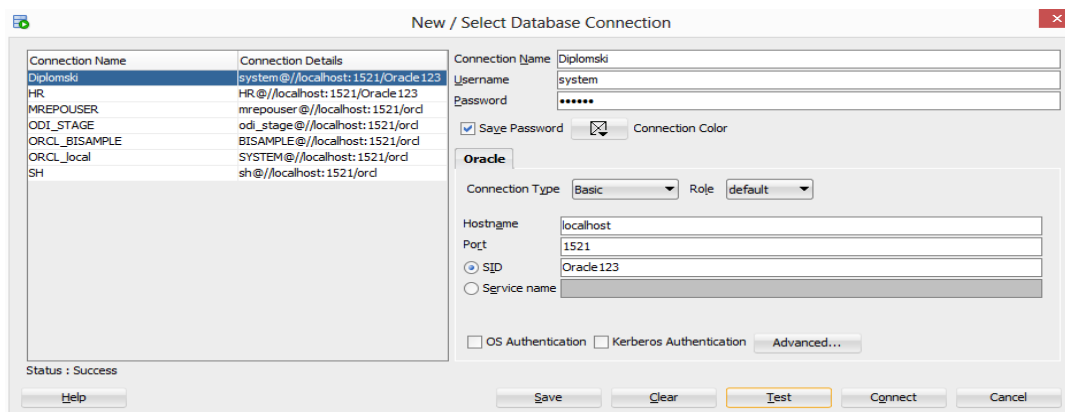 New / Select Database Connection
Connection Name Connection Details
Diplomski system@//localhost:1521/Oracle123
HR HR@//localhost:1521/Oracle123
MREPOUSER mrepouser@//localhost:1521/orcl
ODI_STAGE odi_stage@//localhost:1521/orcl
ORCL_BISAMPLE BISAMPLE@//localhost:1521/orcl
ORCL_local SYSTEM@//localhost:1521/orcl
SH sh@//localhost:1521/orcl
Connection Name Diplomski
Username system
Password ••••••
Save Password Connection Color
Oracle
Connection Type Basic Role default
Hostname localhost
Port 1521
SID Oracle123
Service name
OS Authentication Kerberos Authentication Advanced...
Status : Success
Help Save Clear Test Connect Cancel